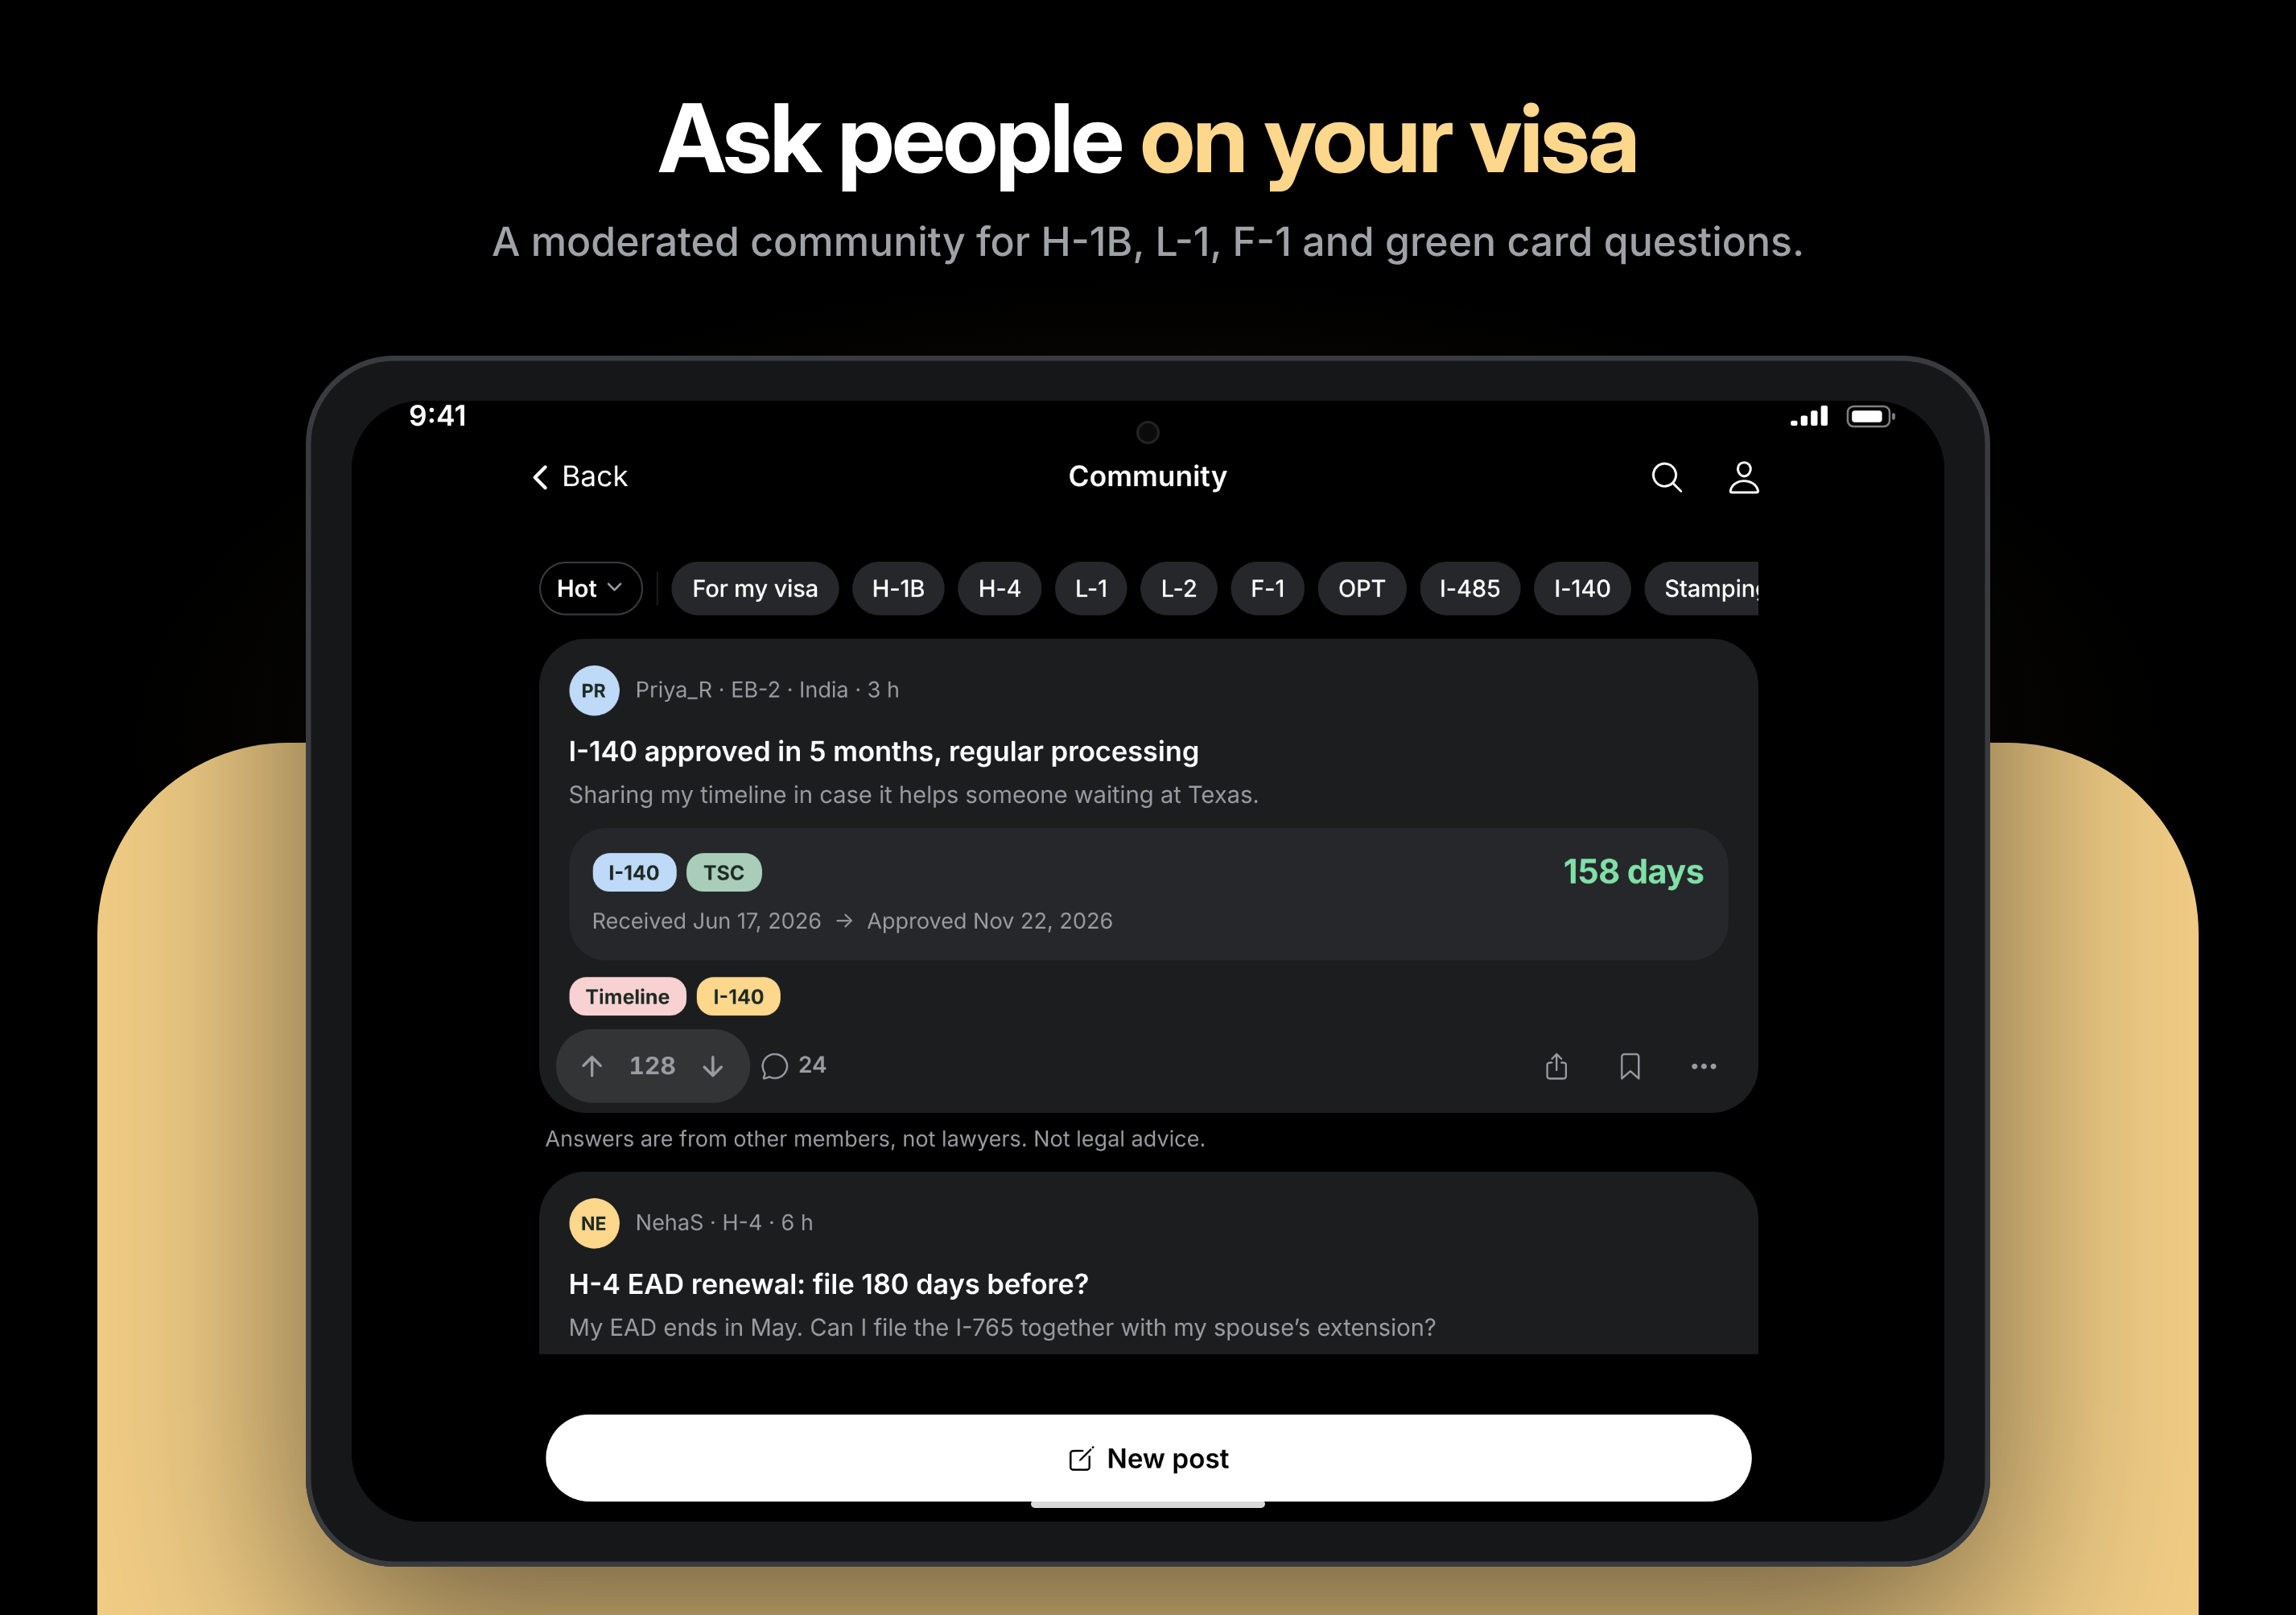 Ask people on your visa
A moderated community for H-1B, L-1, F-1 and green card questions.
9:41
Back
Community
Hot
For my visa
H-1B
H-4
L-1
L-2
F-1
OPT
I-485
I-140
Stamping
PR
Priya_R · EB-2 · India · 3 h
I-140 approved in 5 months, regular processing
Sharing my timeline in case it helps someone waiting at Texas.
I-140
TSC
158 days
Received Jun 17, 2026 → Approved Nov 22, 2026
Timeline
I-140
128
24
Answers are from other members, not lawyers. Not legal advice.
NE
NehaS · H-4 · 6 h
H-4 EAD renewal: file 180 days before?
My EAD ends in May. Can I file the I-765 together with my spouse’s extension?
New post